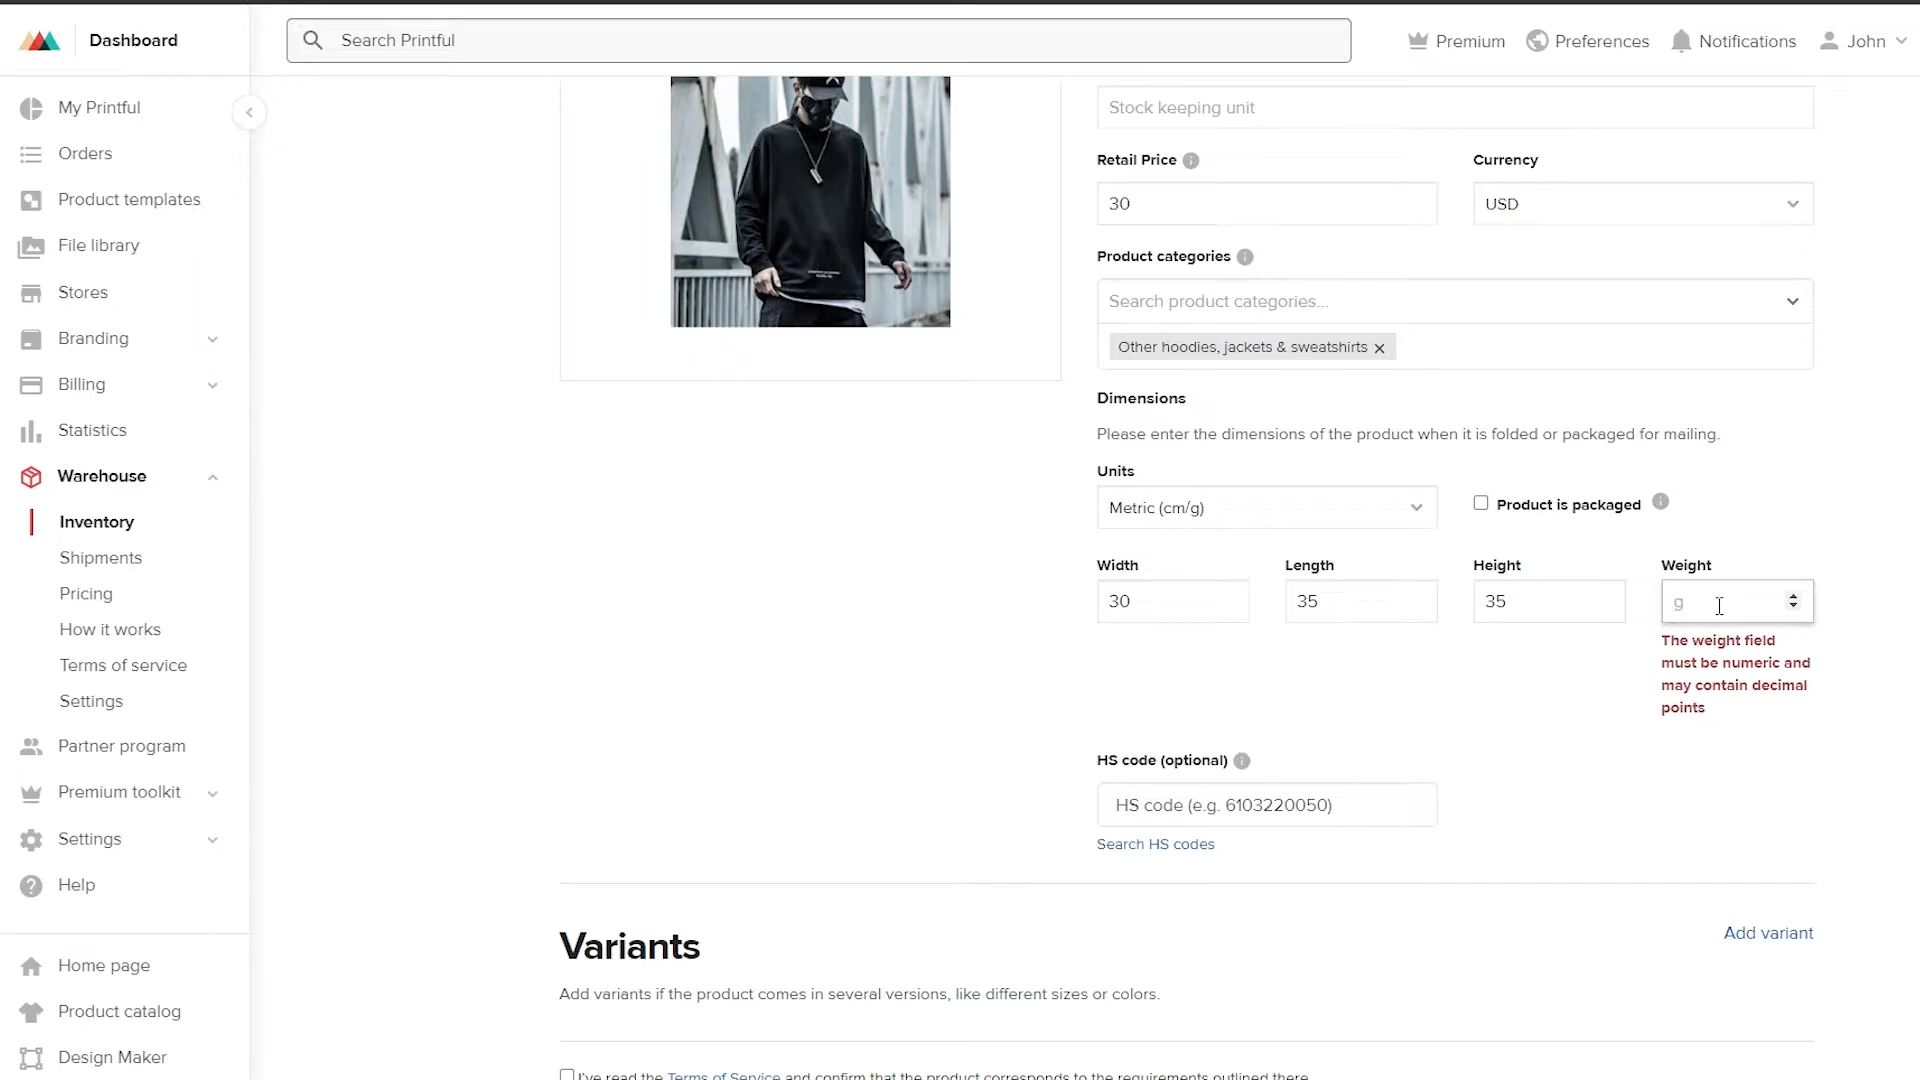 Dashboard
Search Printful
Premium
Preferences
Notifications
John
My Printful
Orders
Product templates
File library
Stores
Branding
Billing
Statistics
Warehouse
Inventory
Shipments
Pricing
How it works
Terms of service
Settings
Partner program
Premium toolkit
Settings
Help
Home page
Product catalog
Design Maker
Stock keeping unit
Retail Price
Currency
30
USD
Product categories
Search product categories...
Other hoodies, jackets & sweatshirts
Dimensions
Please enter the dimensions of the product when it is folded or packaged for mailing.
Units
Metric (cm/g)
Product is packaged
Width
Length
Height
Weight
30
35
35
g
The weight field
must be numeric and
may contain decimal
points
HS code (optional)
HS code (e.g. 6103220050)
Search HS codes
Variants
Add variant
Add variants if the product comes in several versions, like different sizes or colors.
I've read the Terms of Service and confirm that the product corresponds to the requirements outlined there